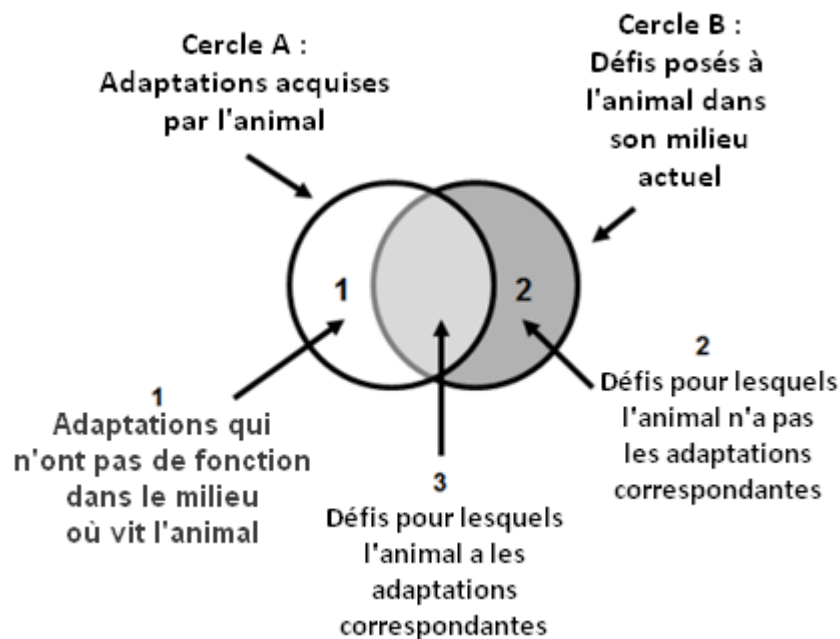 Cercle A :
Adaptations acquises
par l'animal
Cercle B :
Défis posés à
l'animal dans
son milieu
actuel
1
2
1
Adaptations qui
n'ont pas de fonction
dans le milieu
où vit l'animal
3
Défis pour lesquels
l'animal a les
adaptations
correspondantes
2
Défis pour lesquels
l'animal n'a pas
les adaptations
correspondantes